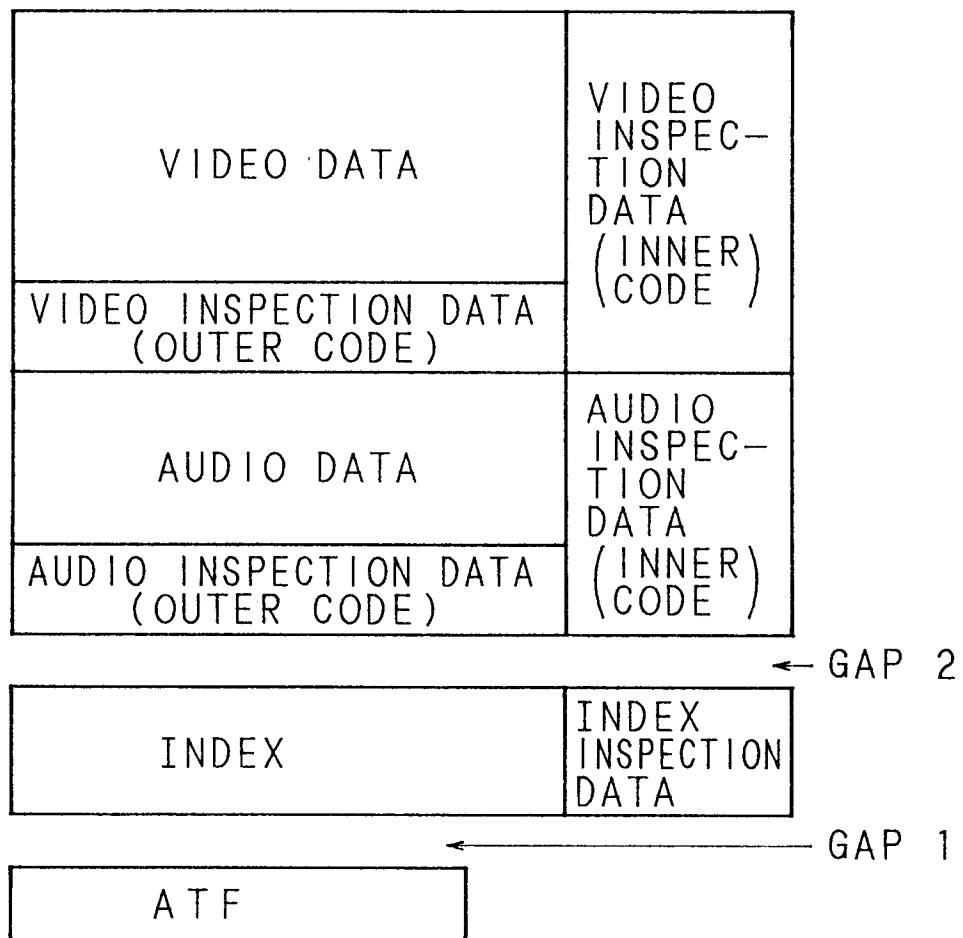 VIDEO DATA
VIDEO INSPECTION DATA
(OUTER CODE)
VIDEO
INSPEC-
TION
DATA
(INNER
CODE)
AUDIO DATA
AUDIO INSPECTION DATA
(OUTER CODE)
AUDIO
INSPEC-
TION
DATA
(INNER
CODE)
GAP 2
INDEX
INDEX
INSPECTION
DATA
GAP 1
ATF